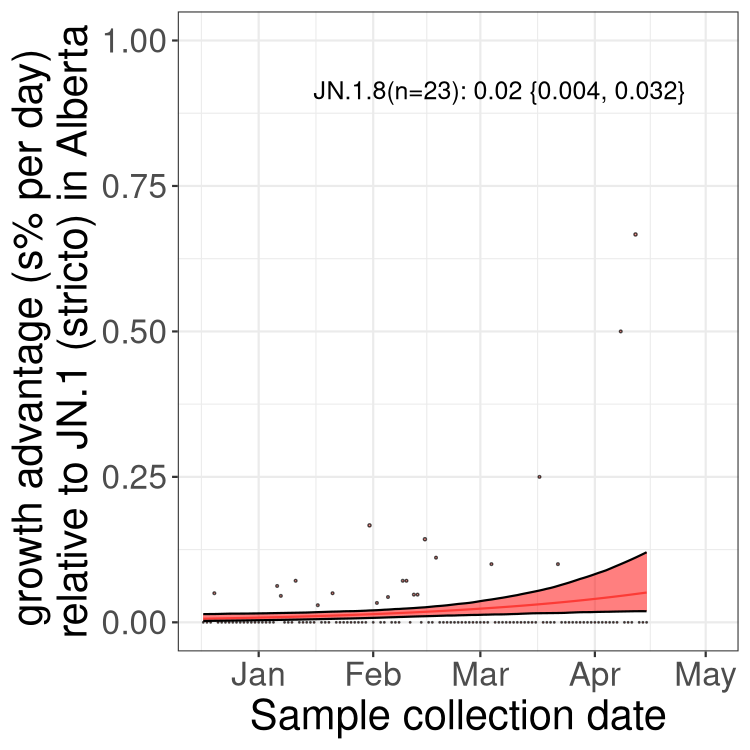 growth advantage (s% per day)
relative to JN.1 (stricto) in Alberta
1.00
0.75
0.50
0.25
0.00
JN.1.8(n=23): 0.02 {0.004, 0.032}
Jan
Feb
Mar
Apr
May
Sample collection date